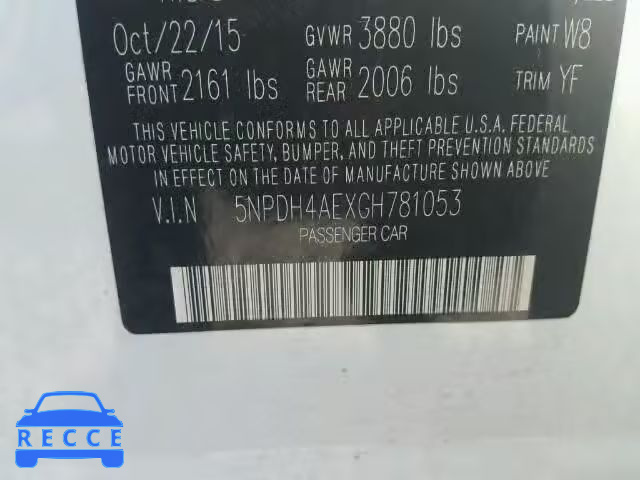 Oct/22/15 GVWR 3880 lbs PAINT W8
GAWR FRONT 2161 lbs GAWR REAR 2006 lbs TRIM YF
THIS VEHICLE CONFORMS TO ALL APPLICABLE U.S.A. FEDERAL
MOTOR VEHICLE SAFETY, BUMPER, AND THEFT PREVENTION STANDARDS
IN EFFECT ON THE DATE OF MANUFACTURE SHOWN ABOVE.
V.I.N 5NPDH4AEXGH781053
PASSENGER CAR
RECCE